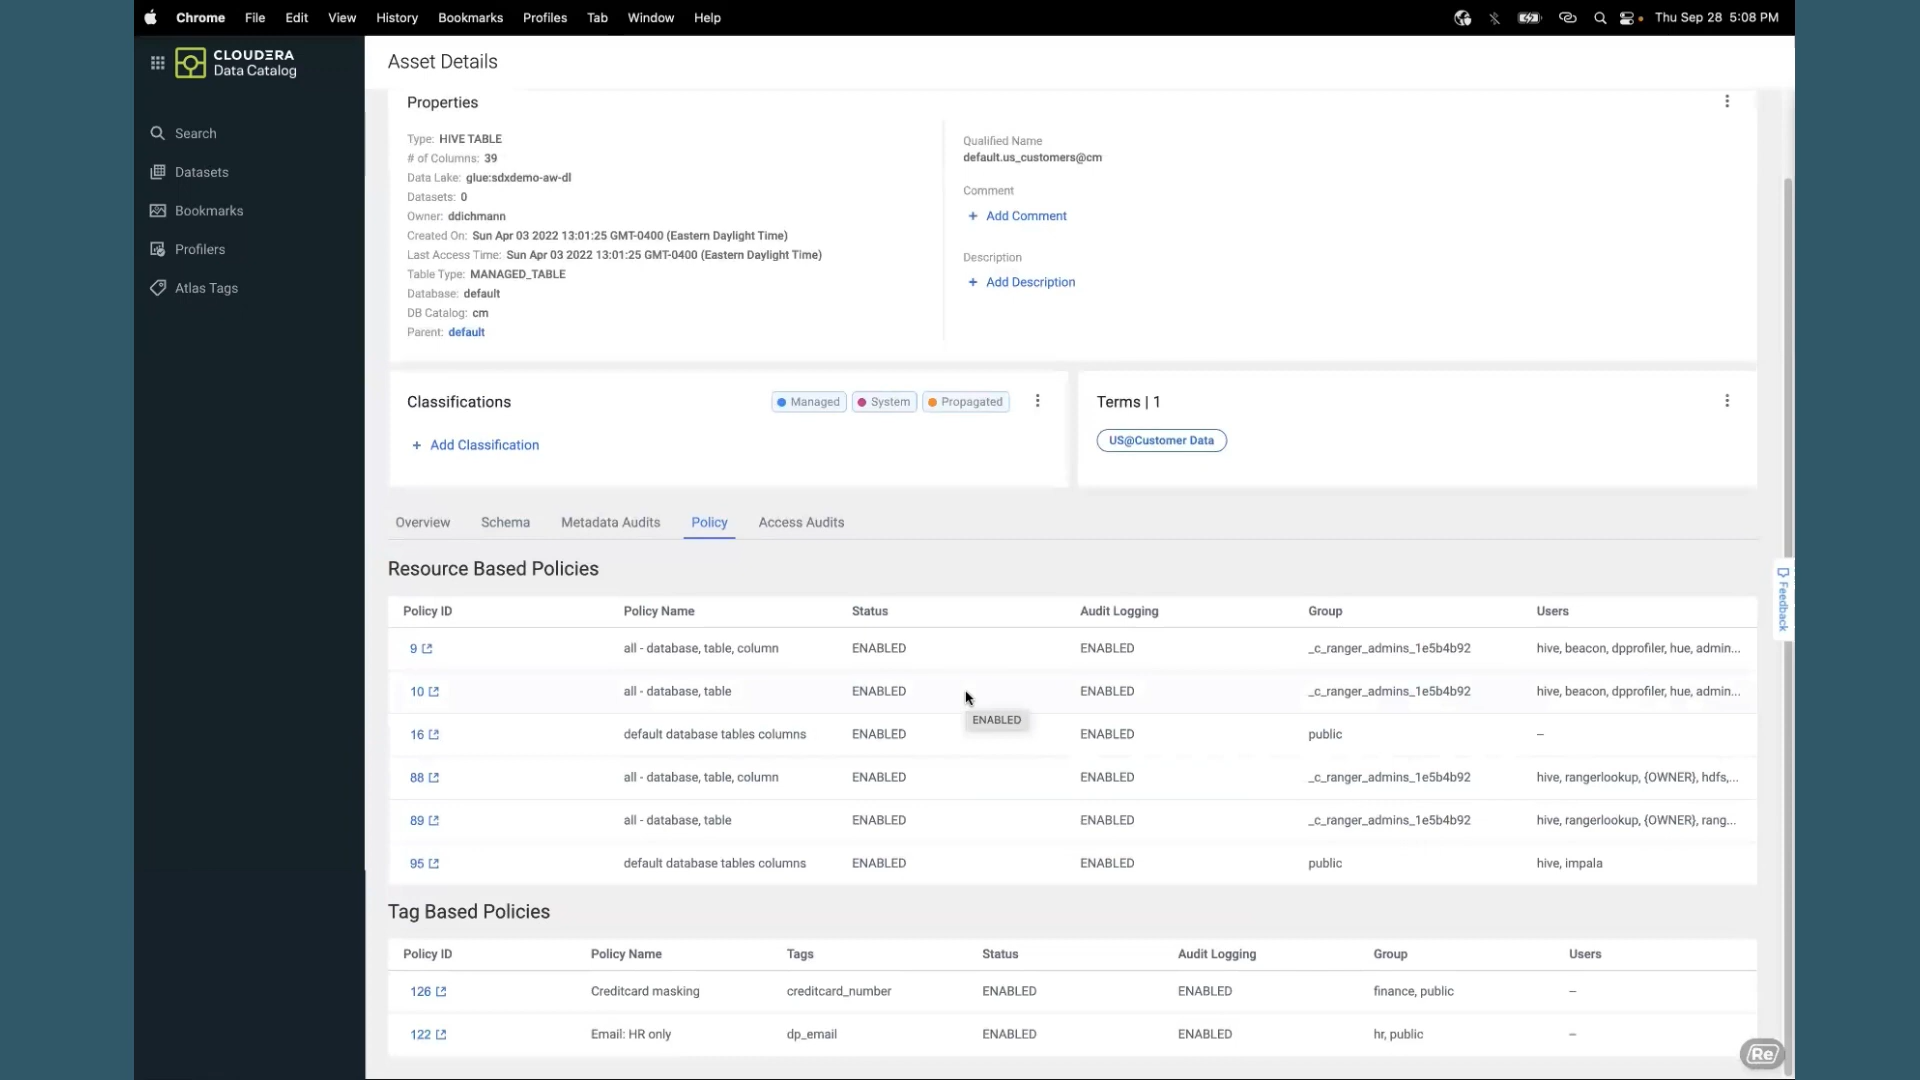 Chrome File Edit View History Bookmarks Profiles Tab Window Help Thu Sep 28 5:08 PM
CLOUDERA
Data Catalog
Search
Datasets
Bookmarks
Profilers
Atlas Tags
Asset Details
Properties
Type: HIVE TABLE
# of Columns: 39
Data Lake: glue:sdxdemo-aw-dl
Datasets: 0
Owner: ddichmann
Created On: Sun Apr 03 2022 13:01:25 GMT-0400 (Eastern Daylight Time)
Last Access Time: Sun Apr 03 2022 13:01:25 GMT-0400 (Eastern Daylight Time)
Table Type: MANAGED_TABLE
Database: default
DB Catalog: cm
Parent: default
Qualified Name
default.us_customers@cm
Comment
+ Add Comment
Description
+ Add Description
Classifications Managed System Propagated
+ Add Classification
Terms | 1
US@Customer Data
Overview Schema Metadata Audits Policy Access Audits
Resource Based Policies
Policy ID Policy Name Status Audit Logging Group Users
9 all - database, table, column ENABLED ENABLED _c_ranger_admins_1e5b4b92 hive, beacon, dpprofiler, hue, admin...
10 all - database, table ENABLED ENABLED _c_ranger_admins_1e5b4b92 hive, beacon, dpprofiler, hue, admin...
ENABLED
16 default database tables columns ENABLED ENABLED public --
88 all - database, table, column ENABLED ENABLED _c_ranger_admins_1e5b4b92 hive, rangerlookup, {OWNER}, hdfs,...
89 all - database, table ENABLED ENABLED _c_ranger_admins_1e5b4b92 hive, rangerlookup, {OWNER}, rang...
95 default database tables columns ENABLED ENABLED public hive, impala
Tag Based Policies
Policy ID Policy Name Tags Status Audit Logging Group Users
126 Creditcard masking creditcard_number ENABLED ENABLED finance, public --
122 Email: HR only dp_email ENABLED ENABLED hr, public --
Feedback
Re